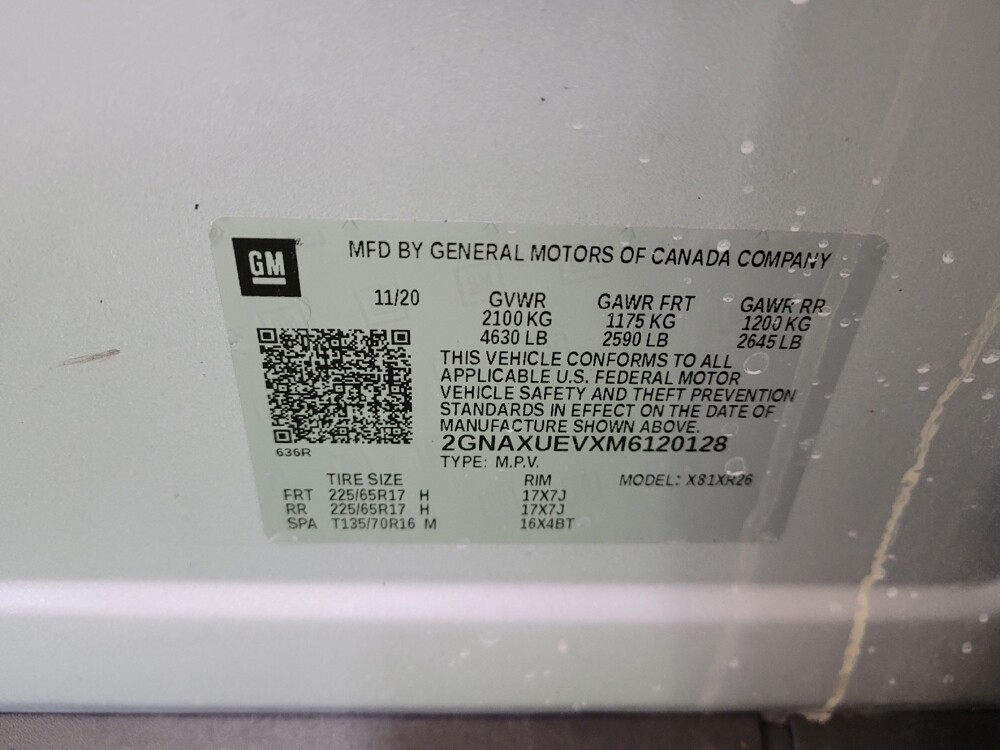 GM
MFD BY GENERAL MOTORS OF CANADA COMPANY
11/20 GVWR GAWR FRT GAWR RR
2100 KG 1175 KG 1200 KG
4630 LB 2590 LB 2645 LB
THIS VEHICLE CONFORMS TO ALL
APPLICABLE U.S. FEDERAL MOTOR
VEHICLE SAFETY AND THEFT PREVENTION
STANDARDS IN EFFECT ON THE DATE OF
MANUFACTURE SHOWN ABOVE.
2GNAXUEVXM6120128
636R
TYPE: M.P.V.
TIRE SIZE RIM MODEL: X81XR26
FRT 225/65R17 H 17X7J
RR 225/65R17 H 17X7J
SPA T135/70R16 M 16X4BT